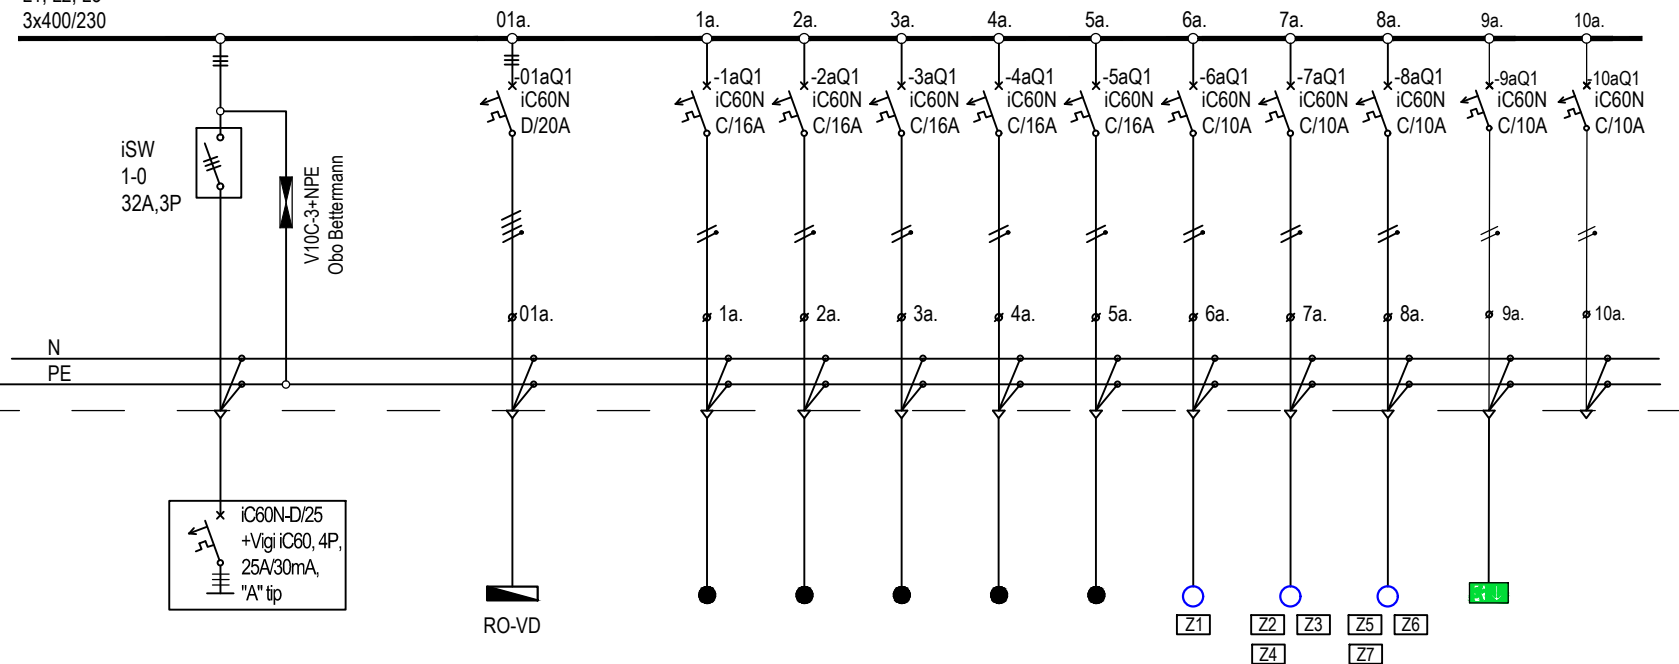 3x400/230
01a.
1a.
2a.
3a.
4a.
5a.
6a.
7a.
8a.
9a.
10a.
iSW
1-0
32A,3P
V10C-3+NPE
Obo Bettermann
-01aQ1
iC60N
D/20A
-1aQ1
iC60N
C/16A
-2aQ1
iC60N
C/16A
-3aQ1
iC60N
C/16A
-4aQ1
iC60N
C/16A
-5aQ1
iC60N
C/16A
-6aQ1
iC60N
C/10A
-7aQ1
iC60N
C/10A
-8aQ1
iC60N
C/10A
-9aQ1
iC60N
C/10A
-10aQ1
iC60N
C/10A
01a.
1a.
2a.
3a.
4a.
5a.
6a.
7a.
8a.
9a.
10a.
N
PE
iC60N-D/25
+Vigi iC60, 4P,
25A/30mA,
"A" tip
RO-VD
Z1
Z2
Z3
Z4
Z5
Z6
Z7